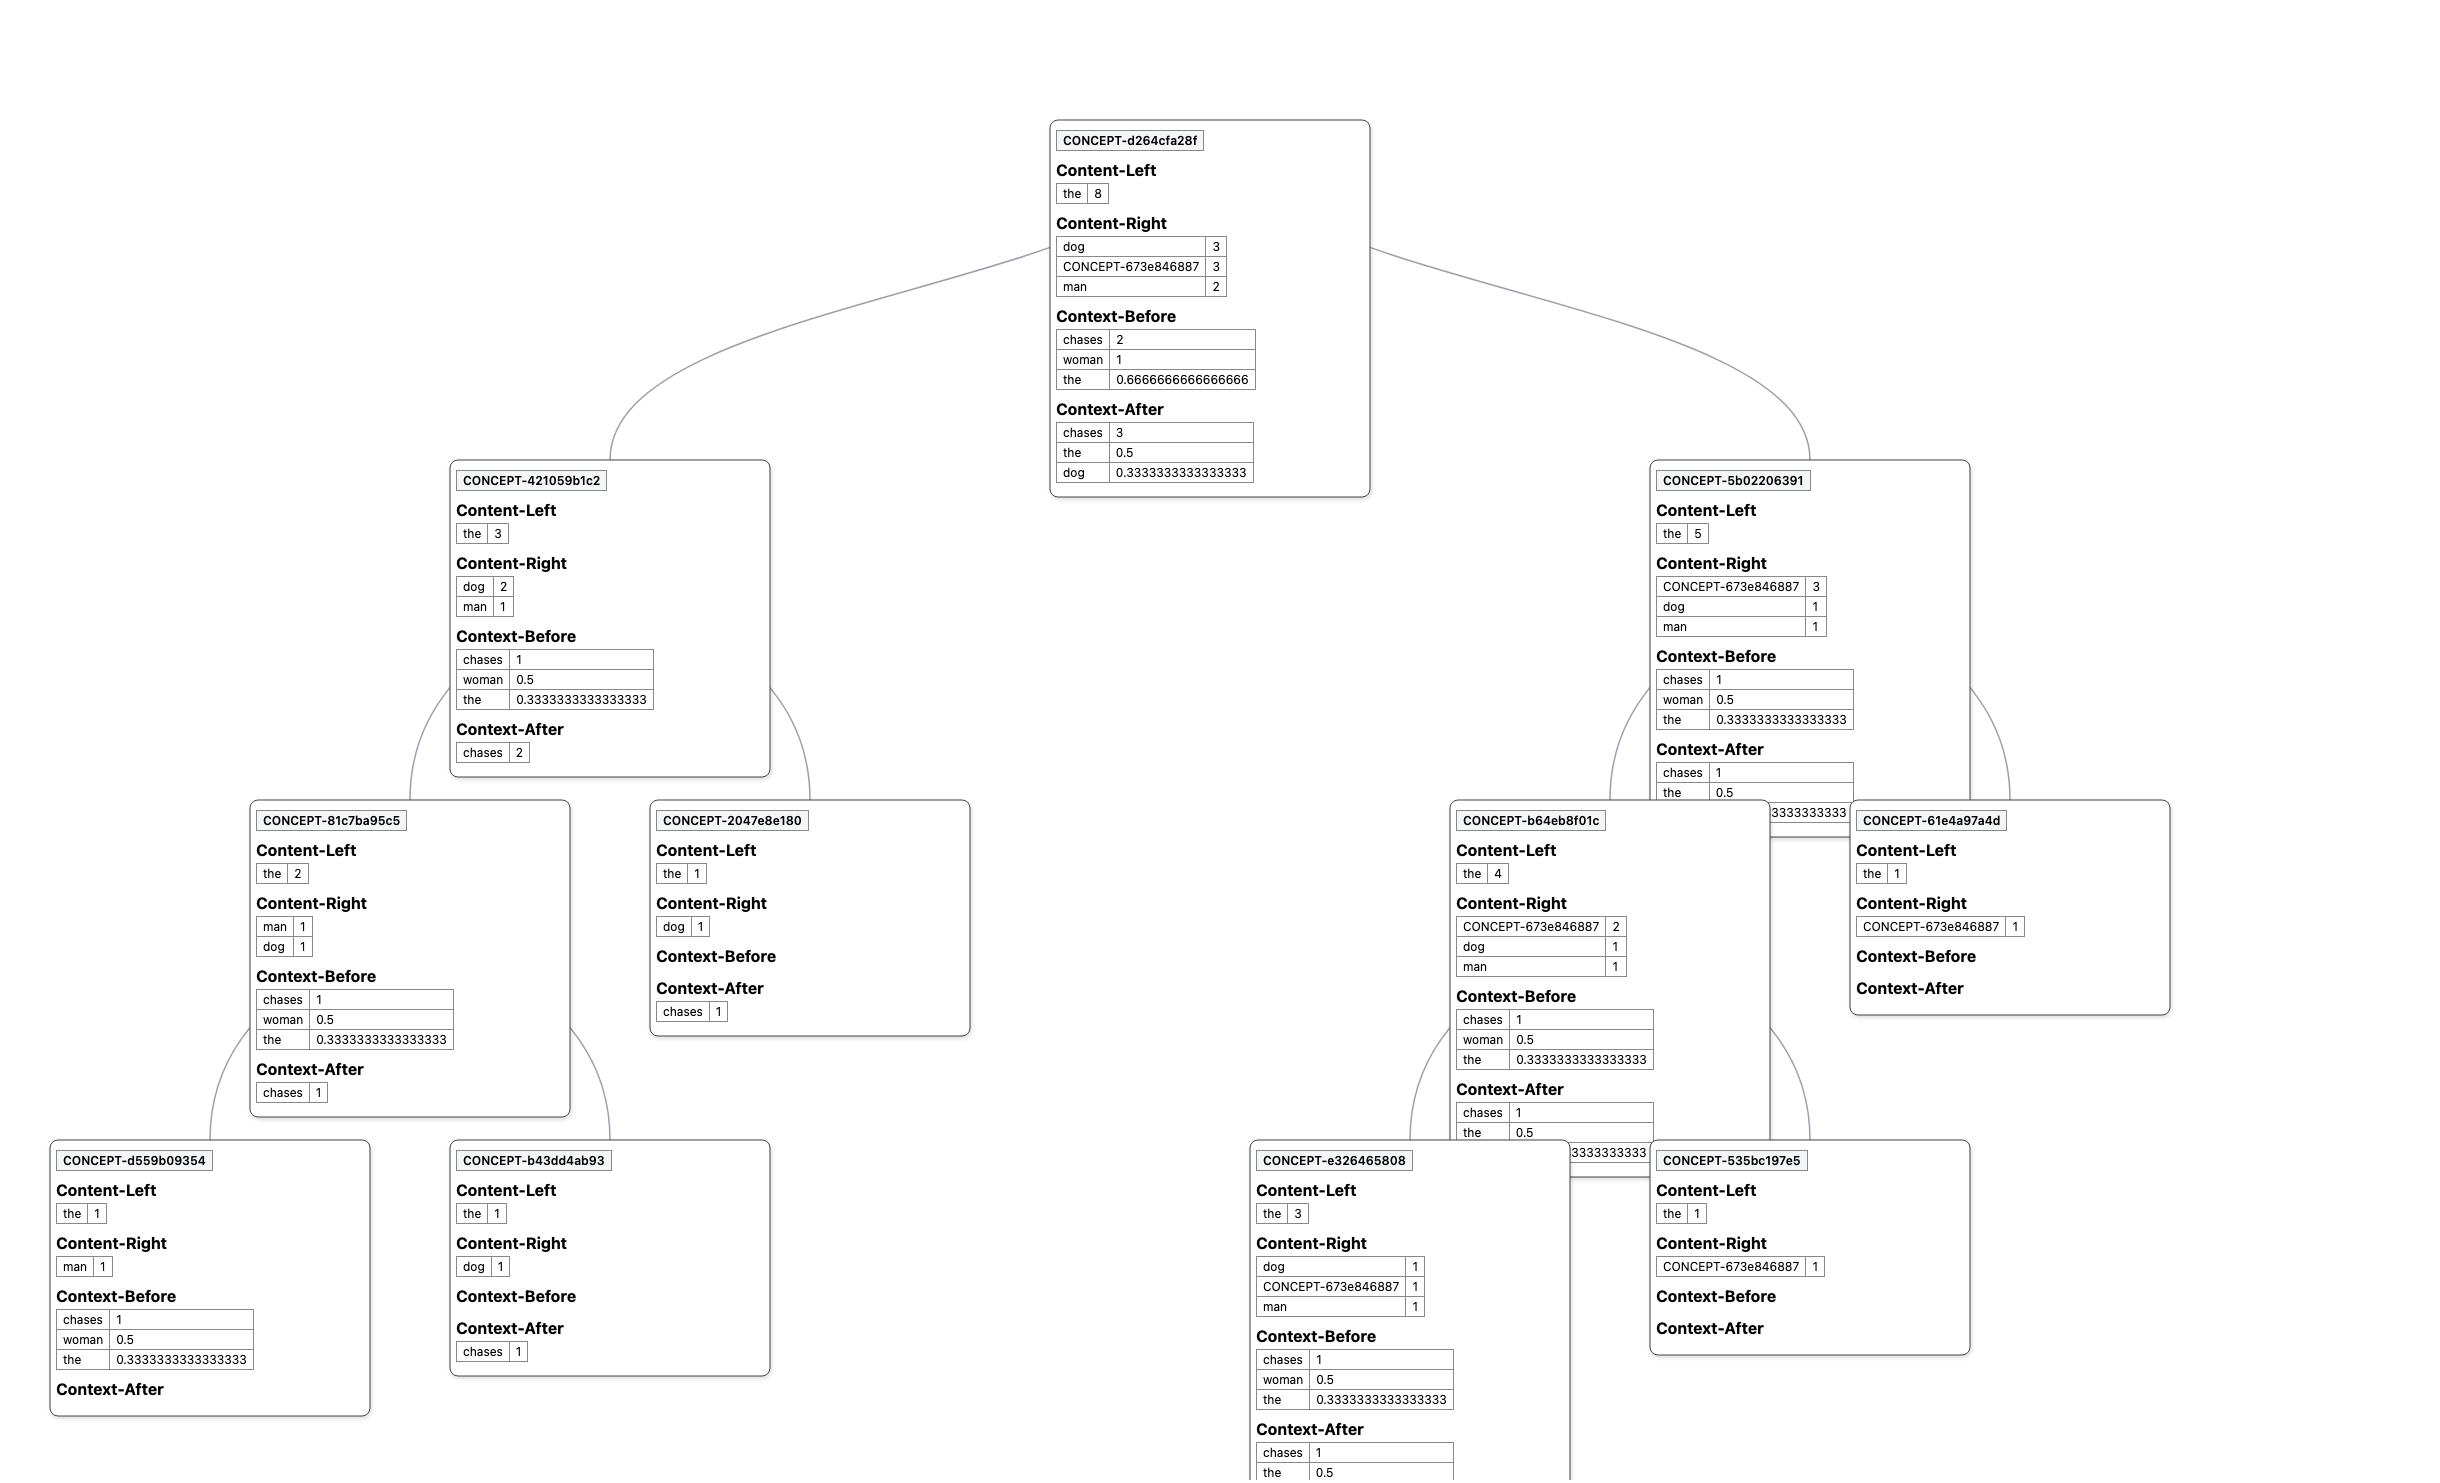 CONCEPT-d264cfa28f
Content-Left
the 8
Content-Right
dog 3
CONCEPT-673e846887 3
man 2
Context-Before
chases 2
woman 1
the 0.6666666666666666
Context-After
chases 3
the 0.5
dog 0.3333333333333333
CONCEPT-421059b1c2
Content-Left
the 3
Content-Right
dog 2
man 1
Context-Before
chases 1
woman 0.5
the 0.3333333333333333
Context-After
chases 2
CONCEPT-5b02206391
Content-Left
the 5
Content-Right
CONCEPT-673e846887 3
dog 1
man 1
Context-Before
chases 1
woman 0.5
the 0.3333333333333333
Context-After
chases 1
the 0.5
3333333333
CONCEPT-81c7ba95c5
Content-Left
the 2
Content-Right
man 1
dog 1
Context-Before
chases 1
woman 0.5
the 0.3333333333333333
Context-After
chases 1
CONCEPT-2047e8e180
Content-Left
the 1
Content-Right
dog 1
Context-Before
Context-After
chases 1
CONCEPT-b64eb8f01c
Content-Left
the 4
Content-Right
CONCEPT-673e846887 2
dog 1
man 1
Context-Before
chases 1
woman 0.5
the 0.3333333333333333
Context-After
chases 1
the 0.5
3333333333
CONCEPT-61e4a97a4d
Content-Left
the 1
Content-Right
CONCEPT-673e846887 1
Context-Before
Context-After
CONCEPT-d559b09354
Content-Left
the 1
Content-Right
man 1
Context-Before
chases 1
woman 0.5
the 0.3333333333333333
Context-After
CONCEPT-b43dd4ab93
Content-Left
the 1
Content-Right
dog 1
Context-Before
Context-After
chases 1
CONCEPT-e326465808
Content-Left
the 3
Content-Right
dog 1
CONCEPT-673e846887 1
man 1
Context-Before
chases 1
woman 0.5
the 0.3333333333333333
Context-After
chases 1
the 0.5
CONCEPT-535bc197e5
Content-Left
the 1
Content-Right
CONCEPT-673e846887 1
Context-Before
Context-After